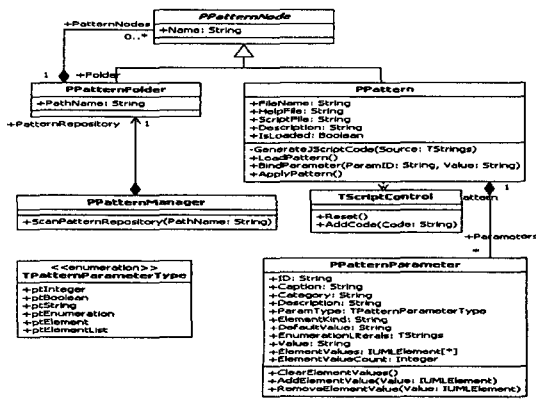 PPatternNode
+Name: String
+PatternNodes
0..*
1
+Folder
PPatternFolder
+PathName: String
PPattern
+FileName: String
+HelpFile: String
+ScriptFile: String
+Description: String
+IsLoaded: Boolean
-GenerateJScriptCode(Source: TStrings)
+LoadPattern()
+BindParameter(ParamID: String, Value: String)
+ApplyPattern()
+PatternRepository
1
PPatternManager
+ScanPatternRepository(PathName: String)
TScriptControl
+Reset()
+AddCode(Code: String)
attern
1
+Parameters
*
<<enumeration>>
TPatternParameterType
+ptInteger
+ptBoolean
+ptString
+ptEnumeration
+ptElement
+ptElementList
PPatternParameter
+ID: String
+Caption: String
+Category: String
+Description: String
+ParamType: TPatternParameterType
+ElementKind: String
+DefaultValue: String
+EnumerationLiterals: TStrings
+Value: String
+ElementValues: IUMLElement[*]
+ElementValueCount: Integer
+ClearElementValues()
+AddElementValue(Value: IUMLElement)
+RemoveElementValue(Value: IUMLElement)